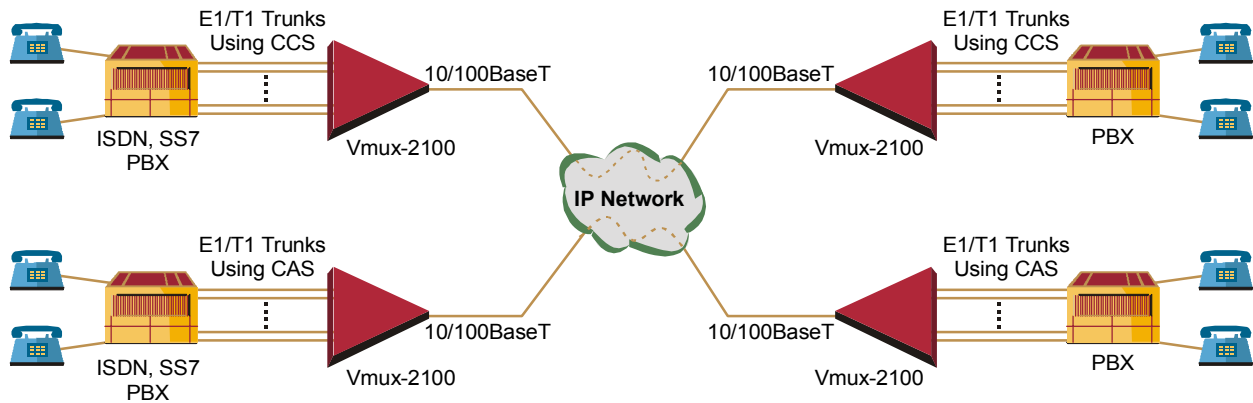 E1/T1 Trunks
Using CCS
10/100BaseT
ISDN, SS7
PBX
Vmux-2100
E1/T1 Trunks
Using CCS
10/100BaseT
Vmux-2100
PBX
IP Network
E1/T1 Trunks
Using CAS
10/100BaseT
ISDN, SS7
PBX
Vmux-2100
E1/T1 Trunks
Using CAS
10/100BaseT
Vmux-2100
PBX